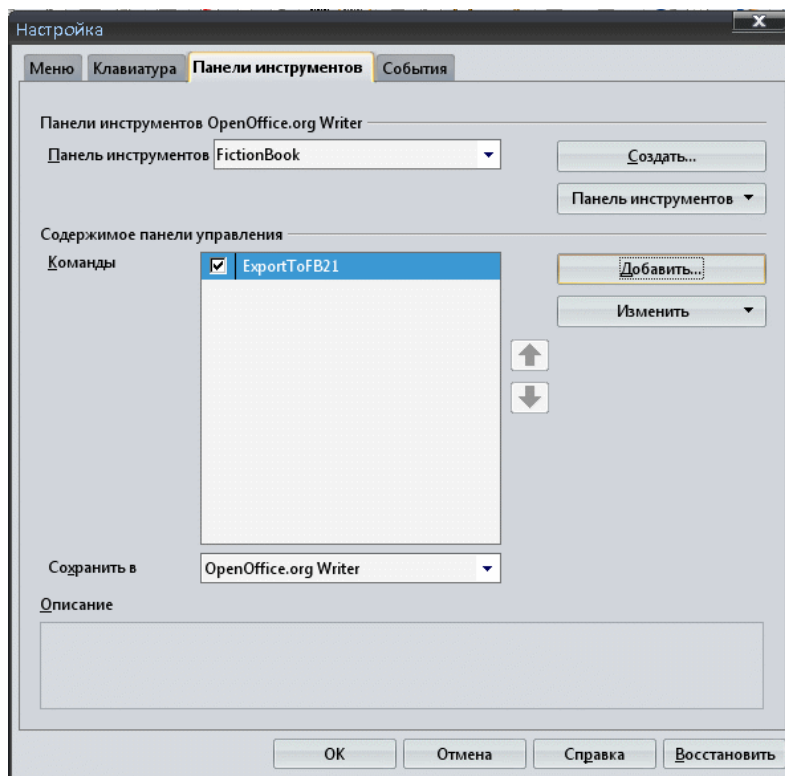 Настройка
x
Меню Клавиатура Панели инструментов События
Панели инструментов OpenOffice.org Writer
Панель инструментов FictionBook Создать...
Панель инструментов
Содержимое панели управления
Команды ExportToFB21 Добавить...
Изменить
Сохранить в OpenOffice.org Writer
Описание
OK Отмена Справка Восстановить